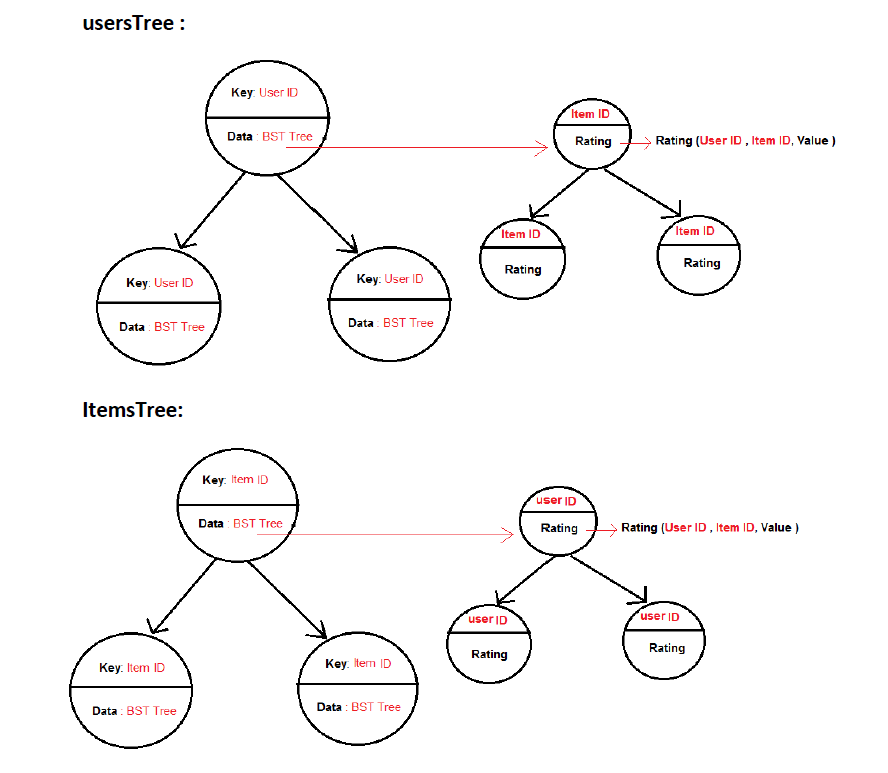 usersTree :
Key: User ID
Data : BST Tree
Item ID
Rating
Rating (User ID , Item ID, Value )
Key: User ID
Data : BST Tree
Key: User ID
Data : BST Tree
Item ID
Rating
Item ID
Rating
ItemsTree:
Key: Item ID
Data : BST Tree
user ID
Rating
Rating (User ID , Item ID, Value )
Key: Item ID
Data : BST Tree
Key: Item ID
Data : BST Tree
user ID
Rating
user ID
Rating